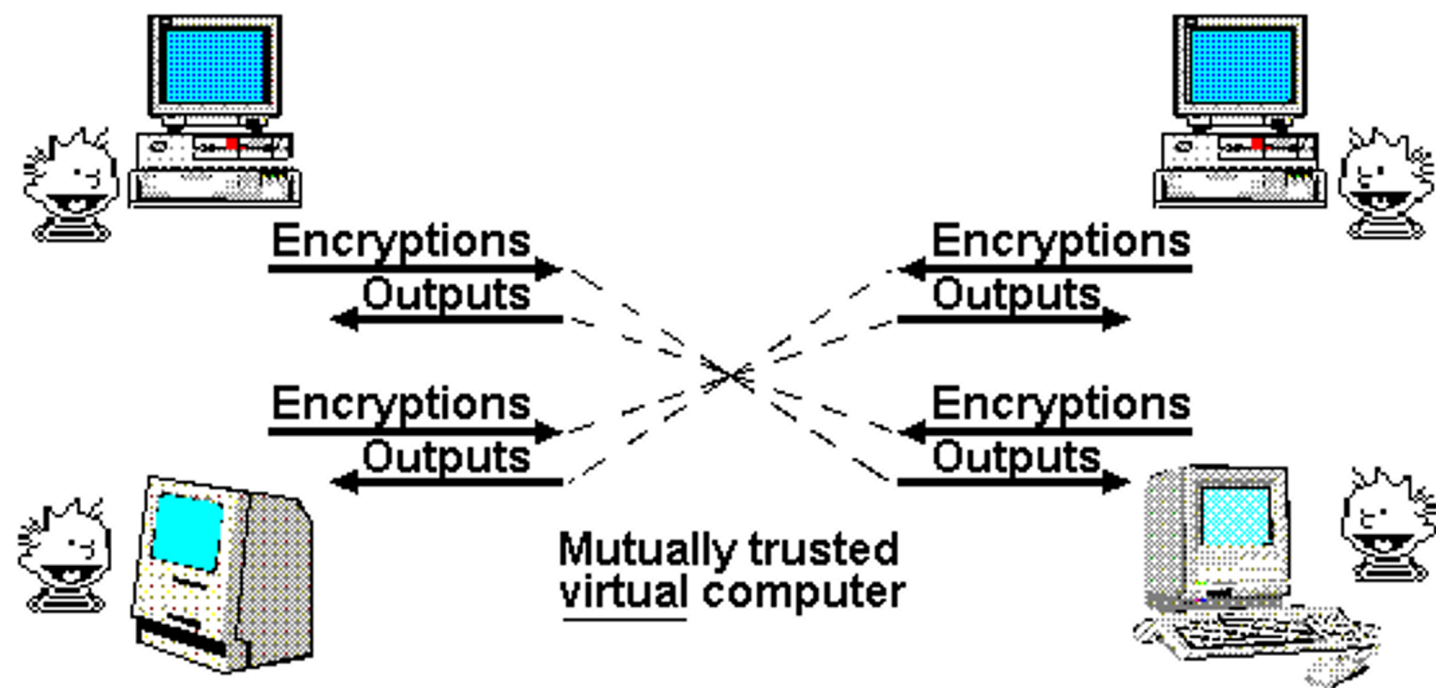 Encryptions
Encryptions
Outputs
Outputs
Encryptions
Encryptions
Outputs
Outputs
Mutually trusted
virtual computer